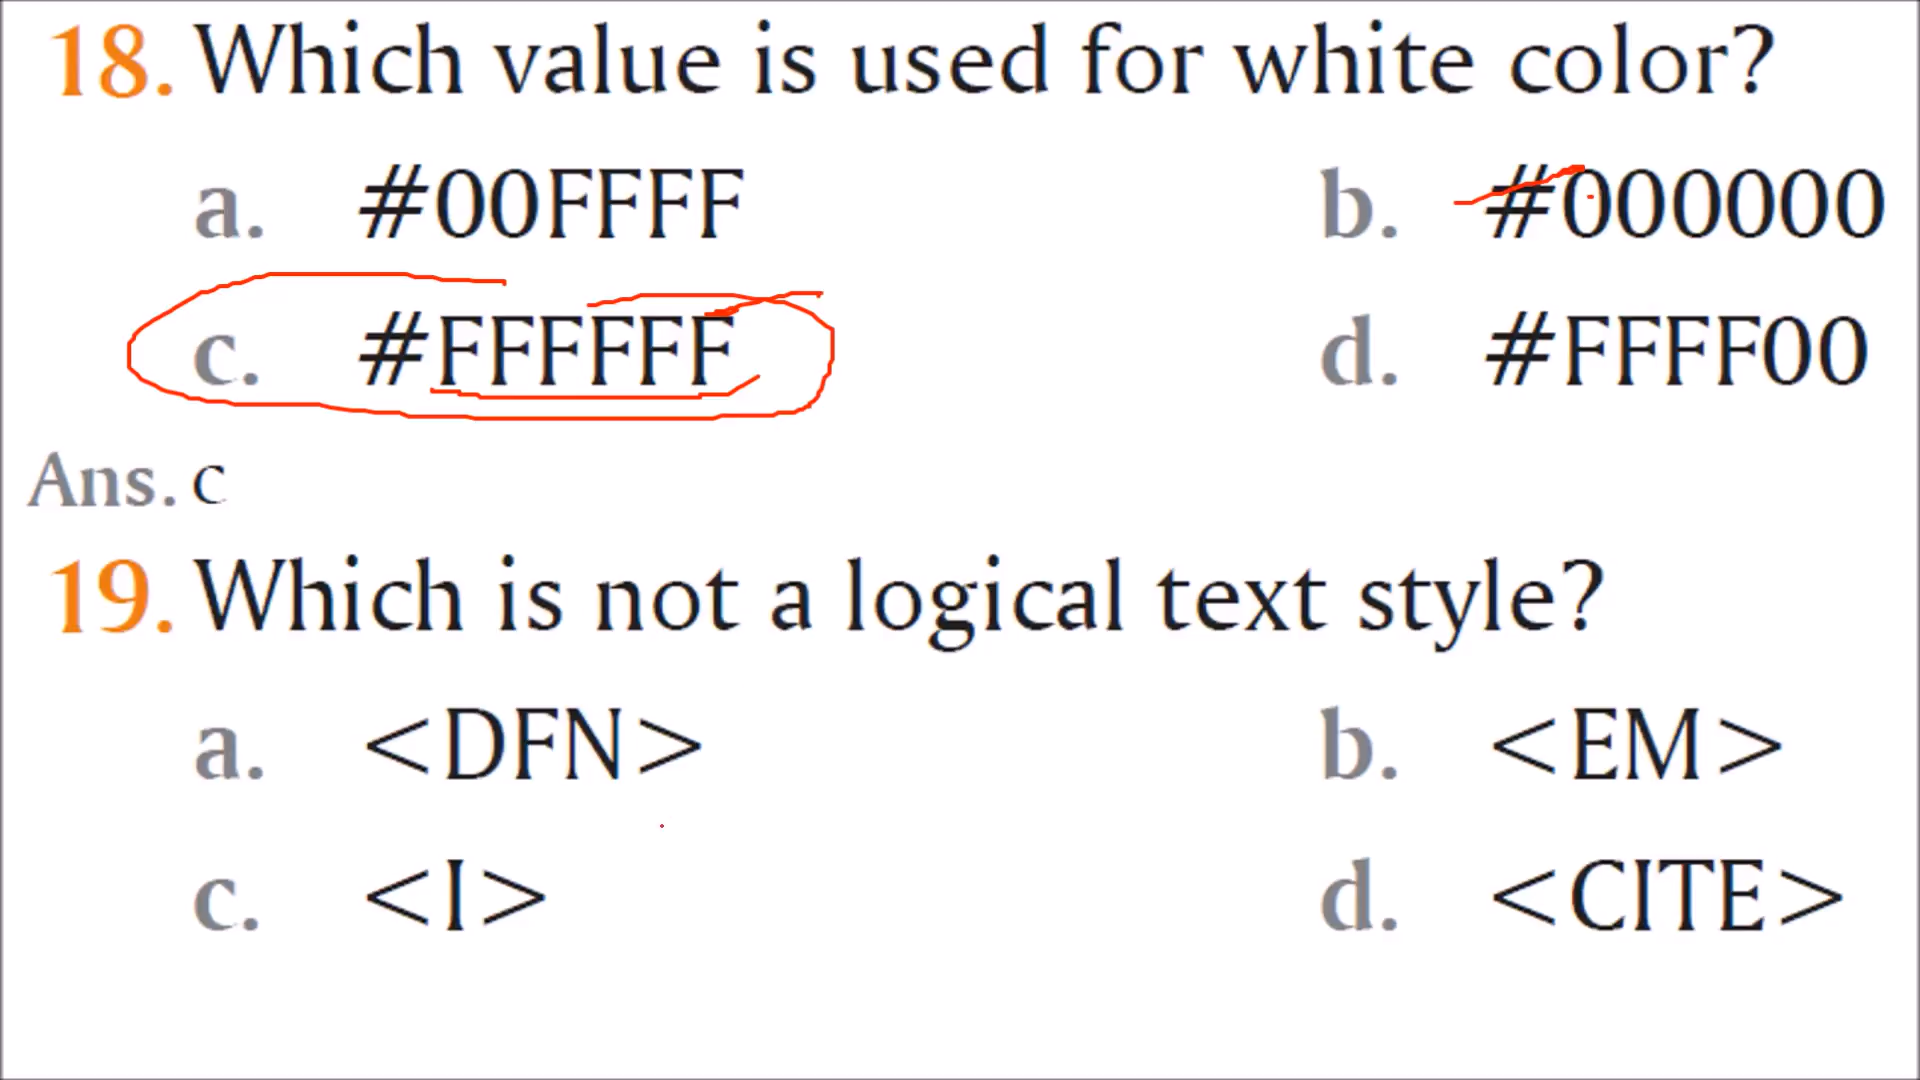 18. Which value is used for white color?
a. #00FFFF b. #000000
c. #FFFFFF d. #FFFF00
Ans. c
19. Which is not a logical text style?
a. <DFN> b. <EM>
c. <I> d. <CITE>